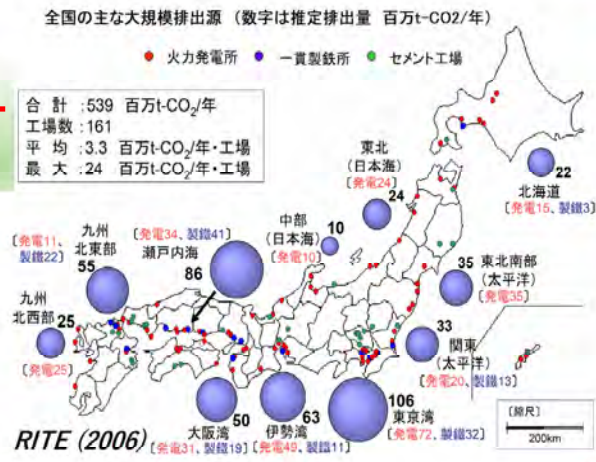 全国の主な大規模排出源 (数字は推定排出量 百万t-CO2/年)
火力発電所 一貫製鉄所 セメント工場
合 計 :539 百万t-CO2/年
工場数 :161
平 均 :3.3 百万t-CO2/年・工場
最 大 :24 百万t-CO2/年・工場
22
北海道
[発電15、製鐵3]
東北
(日本海)
[発電24]
24
中部
(日本海)
[発電10]
10
[発電34、製鐵41]
瀬戸内海
86
[発電11、
製鐵22]
九州
北東部
55
九州
北西部
25
[発電25]
35
東北南部
(太平洋)
[発電35]
33
関東
(太平洋)
[発電20、製鐵13]
106
東京湾
[発電72、製鐵32]
63
伊勢湾
[発電49、製鐵11]
50
大阪湾
[発電31、製鐵19]
[縮尺]
200km
RITE (2006)